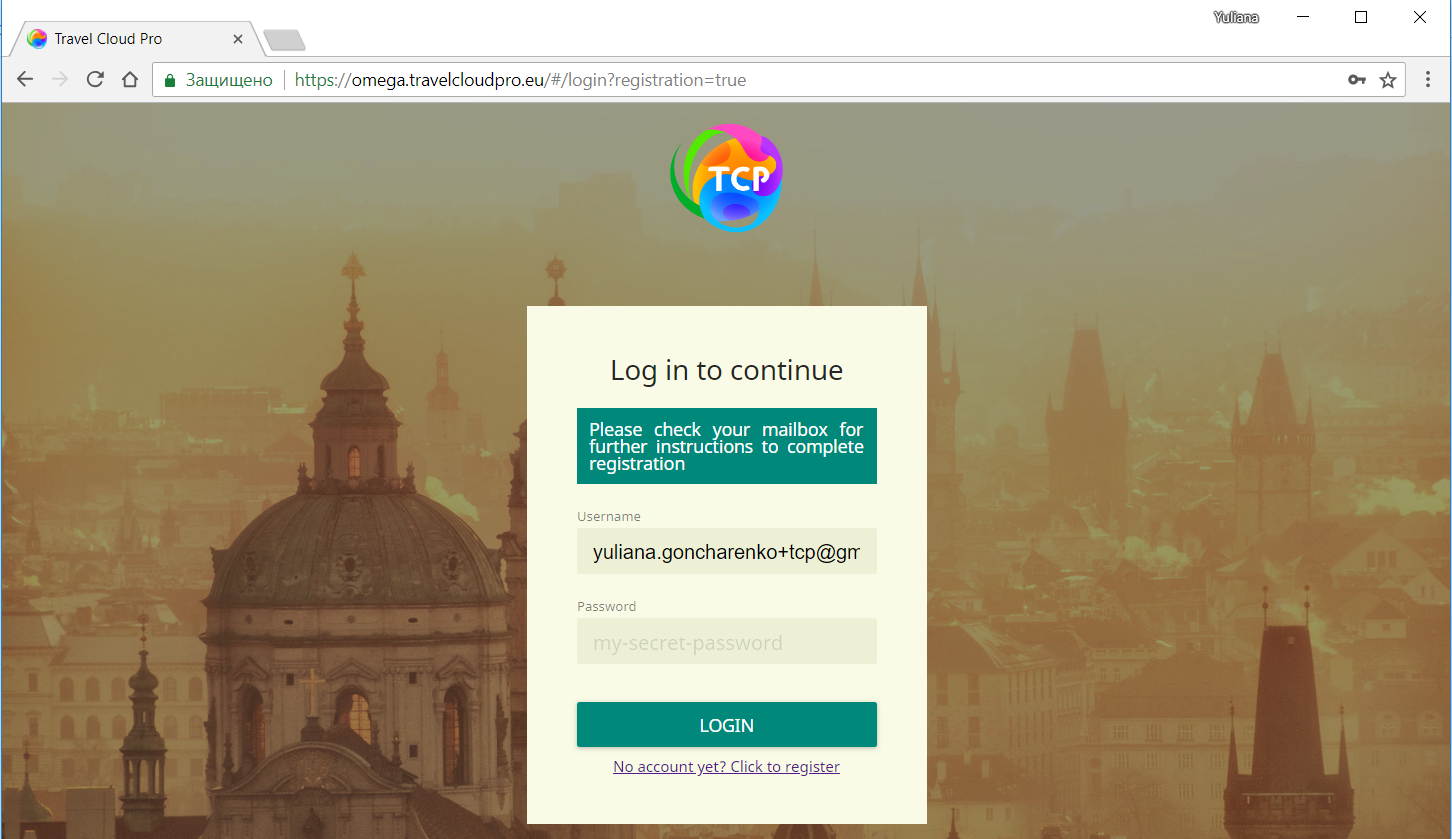 Yuliana
Travel Cloud Pro
Защищено
https://omega.travelcloudpro.eu/#/login?registration=true
TCP
Log in to continue
Please check your mailbox for
further instructions to complete
registration
Username
yuliana.goncharenko+tcp@gm
Password
my-secret-password
LOGIN
No account yet? Click to register